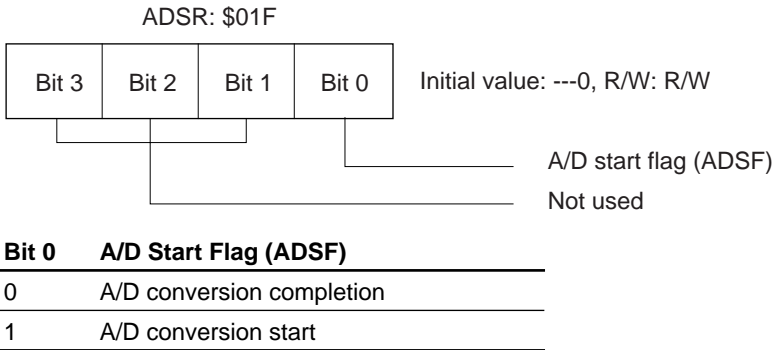 ADSR: $01F
Bit 3 Bit 2 Bit 1 Bit 0 Initial value: ---0, R/W: R/W
A/D start flag (ADSF)
Not used
Bit 0 A/D Start Flag (ADSF)
0 A/D conversion completion
1 A/D conversion start